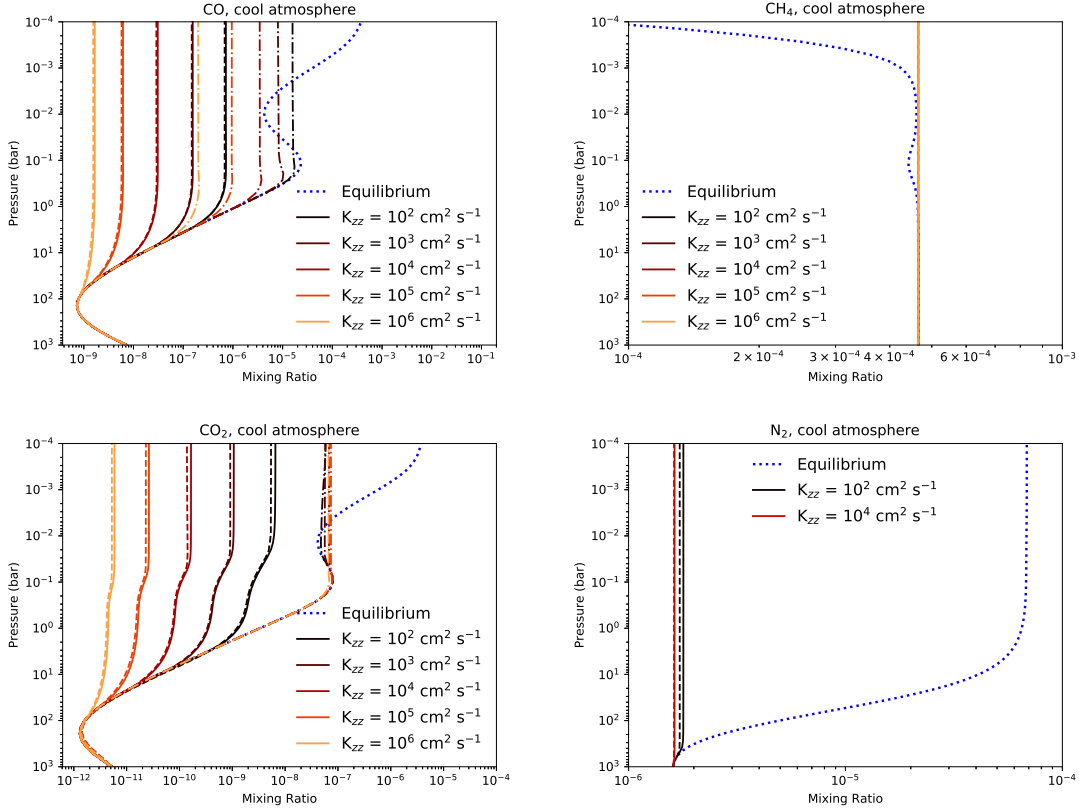 CO, cool atmosphere
Pressure (bar)
10⁻⁴
10⁻³
10⁻²
10⁻¹
10⁰
10¹
10²
10³
Equilibrium
K_zz = 10² cm² s⁻¹
K_zz = 10³ cm² s⁻¹
K_zz = 10⁴ cm² s⁻¹
K_zz = 10⁵ cm² s⁻¹
K_zz = 10⁶ cm² s⁻¹
10⁻⁹ 10⁻⁸ 10⁻⁷ 10⁻⁶ 10⁻⁵ 10⁻⁴ 10⁻³ 10⁻² 10⁻¹
Mixing Ratio
CH₄, cool atmosphere
Pressure (bar)
10⁻⁴
10⁻³
10⁻²
10⁻¹
10⁰
10¹
10²
10³
Equilibrium
K_zz = 10² cm² s⁻¹
K_zz = 10³ cm² s⁻¹
K_zz = 10⁴ cm² s⁻¹
K_zz = 10⁵ cm² s⁻¹
K_zz = 10⁶ cm² s⁻¹
10⁻⁴ 2×10⁻⁴ 3×10⁻⁴ 4×10⁻⁴ 6×10⁻⁴ 10⁻³
Mixing Ratio
CO₂, cool atmosphere
Pressure (bar)
10⁻⁴
10⁻³
10⁻²
10⁻¹
10⁰
10¹
10²
10³
Equilibrium
K_zz = 10² cm² s⁻¹
K_zz = 10³ cm² s⁻¹
K_zz = 10⁴ cm² s⁻¹
K_zz = 10⁵ cm² s⁻¹
K_zz = 10⁶ cm² s⁻¹
10⁻¹² 10⁻¹¹ 10⁻¹⁰ 10⁻⁹ 10⁻⁸ 10⁻⁷ 10⁻⁶ 10⁻⁵ 10⁻⁴
Mixing Ratio
N₂, cool atmosphere
Pressure (bar)
10⁻⁴
10⁻³
10⁻²
10⁻¹
10⁰
10¹
10²
10³
Equilibrium
K_zz = 10² cm² s⁻¹
K_zz = 10⁴ cm² s⁻¹
10⁻⁶ 10⁻⁵ 10⁻⁴
Mixing Ratio